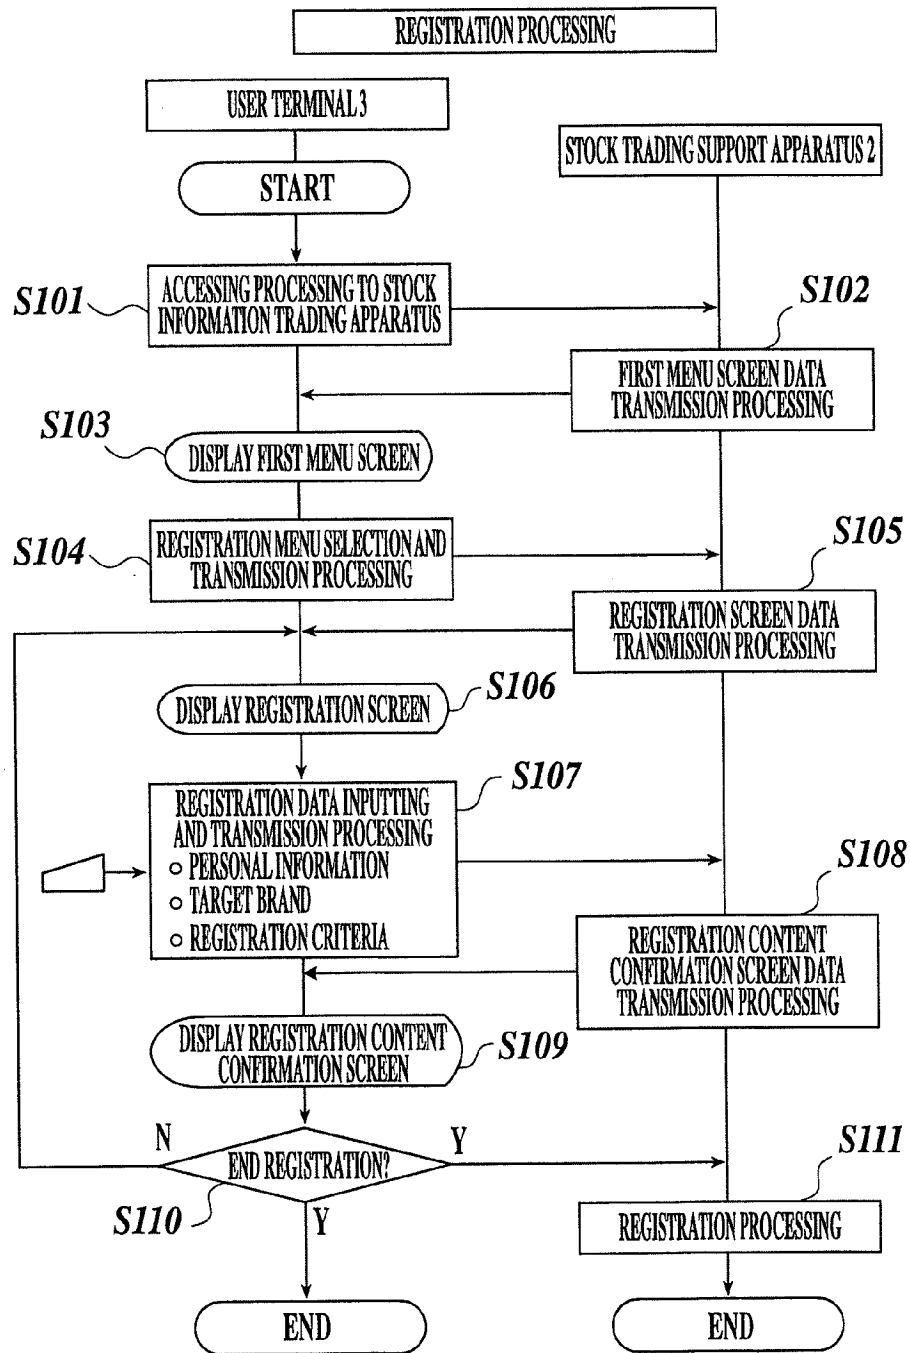 REGISTRATION PROCESSING
USER TERMINAL 3
STOCK TRADING SUPPORT APPARATUS 2
START
S101
ACCESSING PROCESSING TO STOCK
INFORMATION TRADING APPARATUS
S102
FIRST MENU SCREEN DATA
TRANSMISSION PROCESSING
S103
DISPLAY FIRST MENU SCREEN
S104
REGISTRATION MENU SELECTION AND
TRANSMISSION PROCESSING
S105
REGISTRATION SCREEN DATA
TRANSMISSION PROCESSING
S106
DISPLAY REGISTRATION SCREEN
S107
REGISTRATION DATA INPUTTING
AND TRANSMISSION PROCESSING
○ PERSONAL INFORMATION
○ TARGET BRAND
○ REGISTRATION CRITERIA
S108
REGISTRATION CONTENT
CONFIRMATION SCREEN DATA
TRANSMISSION PROCESSING
DISPLAY REGISTRATION CONTENT
CONFIRMATION SCREEN
S109
N
Y
END REGISTRATION?
S110
Y
S111
REGISTRATION PROCESSING
END
END